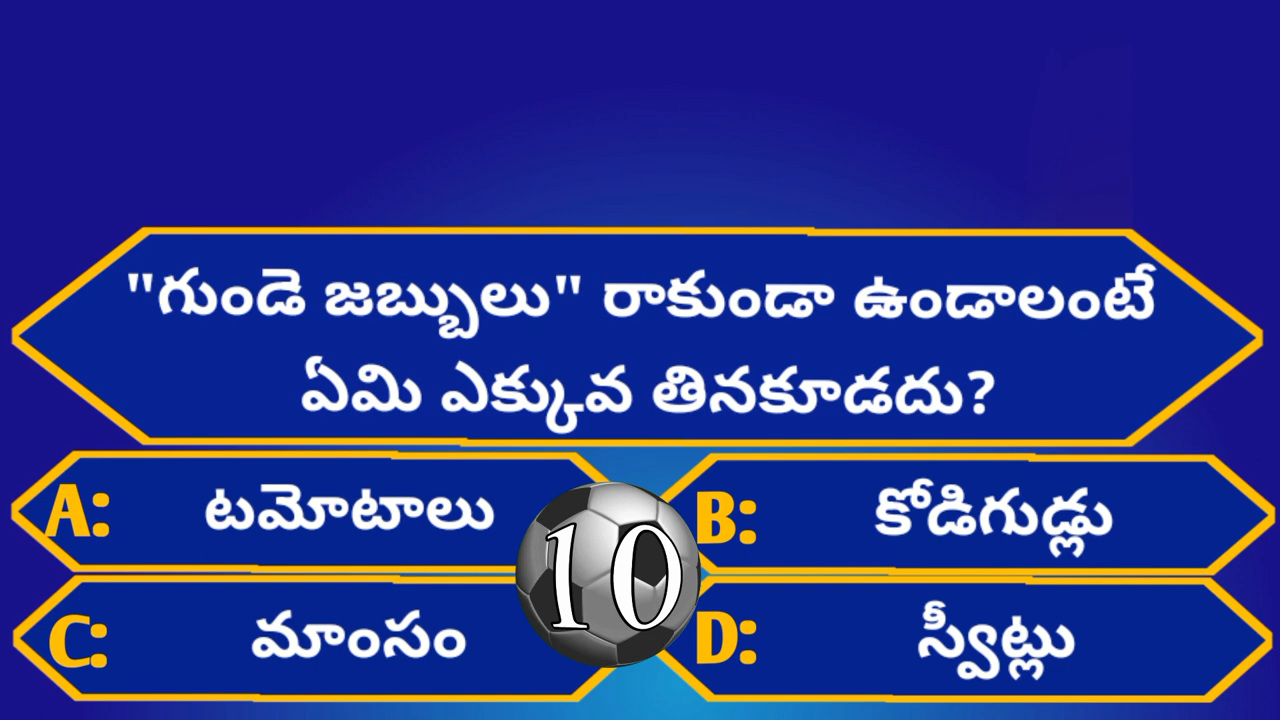 "గుండె జబ్బులు" రాకుండా ఉండాలంటే
ఏమి ఎక్కువ తినకూడదు?
A: టమోటాలు
B: కోడిగుడ్లు
10
C: మాంసం
D: స్వీట్లు